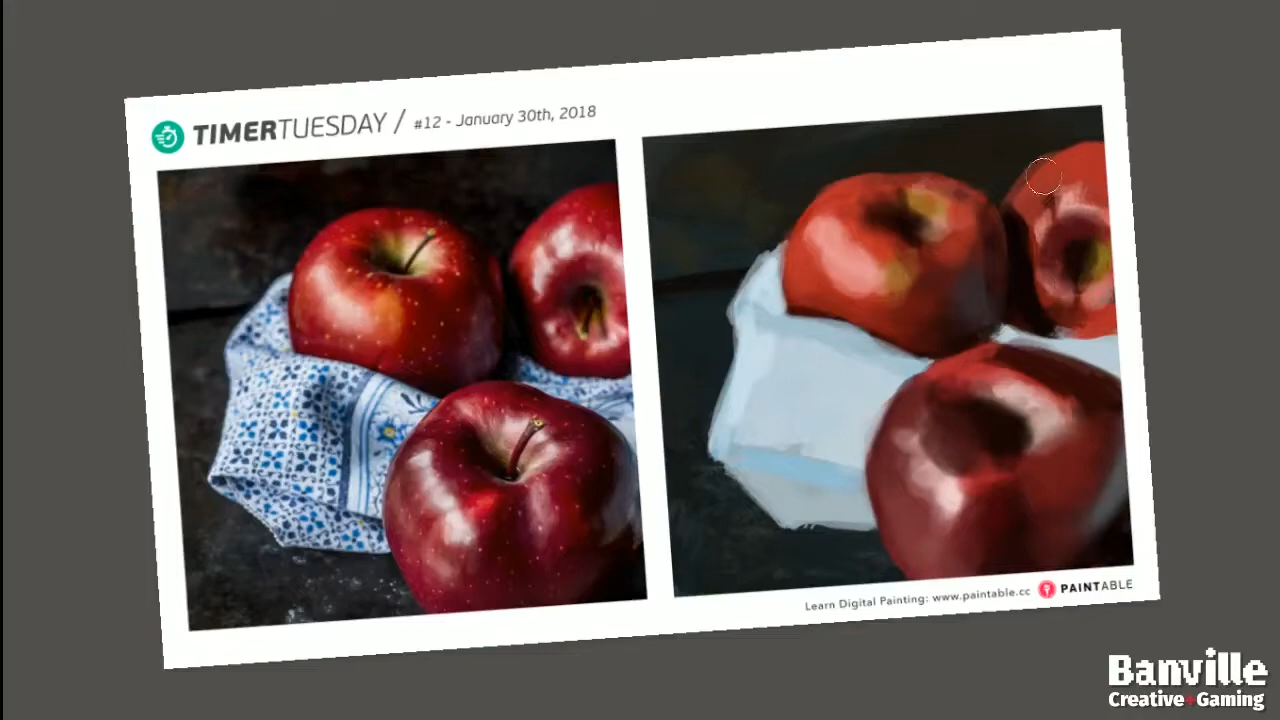 TIMERTUESDAY / #12 - January 30th, 2018
Learn Digital Painting: www.paintable.cc PAINTABLE
Banville
Creative+Gaming